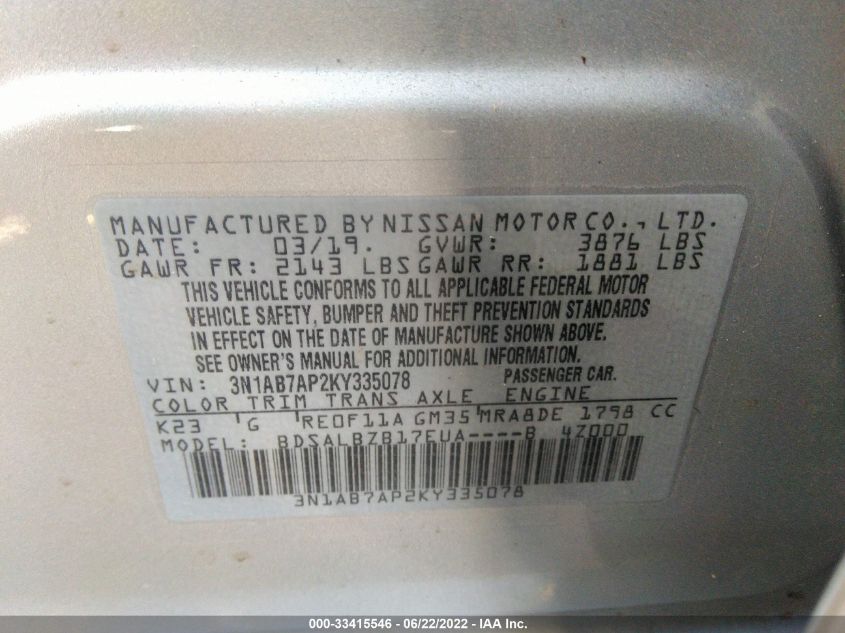 MANUFACTURED BY NISSAN MOTOR CO., LTD.
DATE: 03/19. GVWR: 3876 LBS
GAWR FR: 2143 LBS GAWR RR: 1881 LBS
THIS VEHICLE CONFORMS TO ALL APPLICABLE FEDERAL MOTOR
VEHICLE SAFETY, BUMPER AND THEFT PREVENTION STANDARDS
IN EFFECT ON THE DATE OF MANUFACTURE SHOWN ABOVE.
SEE OWNER'S MANUAL FOR ADDITIONAL INFORMATION.
VIN: 3N1AB7AP2KY335078 PASSENGER CAR.
COLOR TRIM TRANS AXLE ENGINE
K23 G RE0F11A GM35 MRA8DE 1798 CC
MODEL: BDSALBZB17EUA----B 4Z000
3N1AB7AP2KY335078
000-33415546 - 06/22/2022 - IAA Inc.